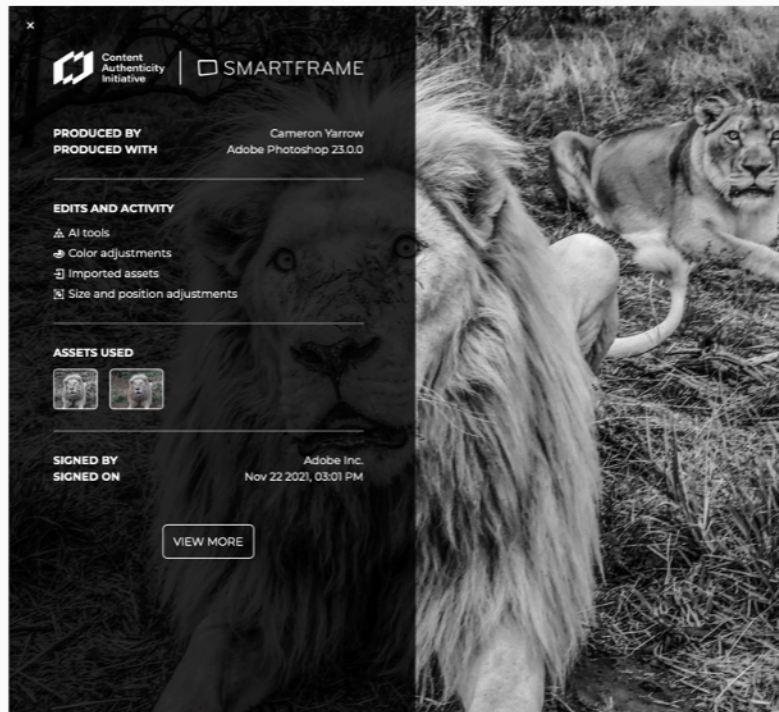 ×
Content
Authenticity
Initiative
SMARTFRAME
PRODUCED BY Cameron Yarrow
PRODUCED WITH Adobe Photoshop 23.0.0
EDITS AND ACTIVITY
AI tools
Color adjustments
Imported assets
Size and position adjustments
ASSETS USED
SIGNED BY Adobe Inc.
SIGNED ON Nov 22 2021, 03:01 PM
VIEW MORE